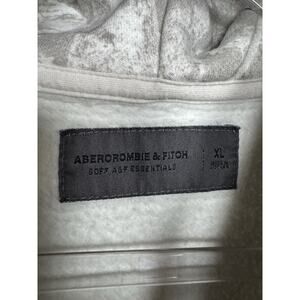 ABERCROMBIE & FITCH
SOFT A&F ESSENTIALS
XL